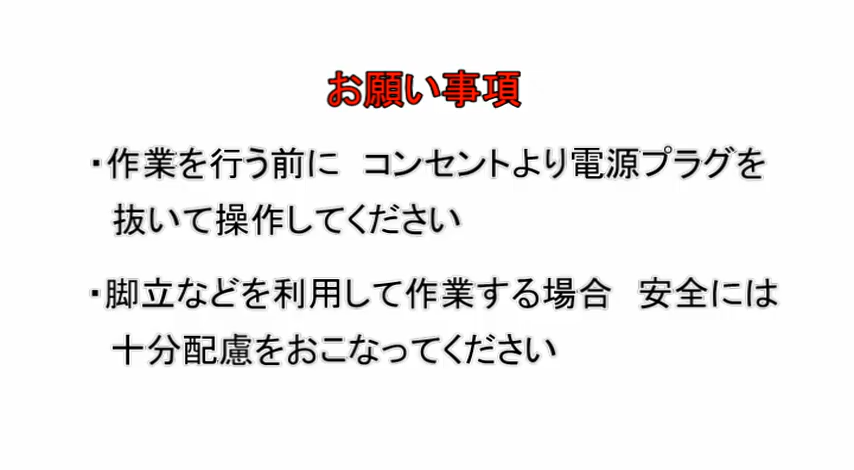 お願い事項
・作業を行う前に　コンセントより電源プラグを
抜いて操作してください
・脚立などを利用して作業する場合　安全には
十分配慮をおこなってください